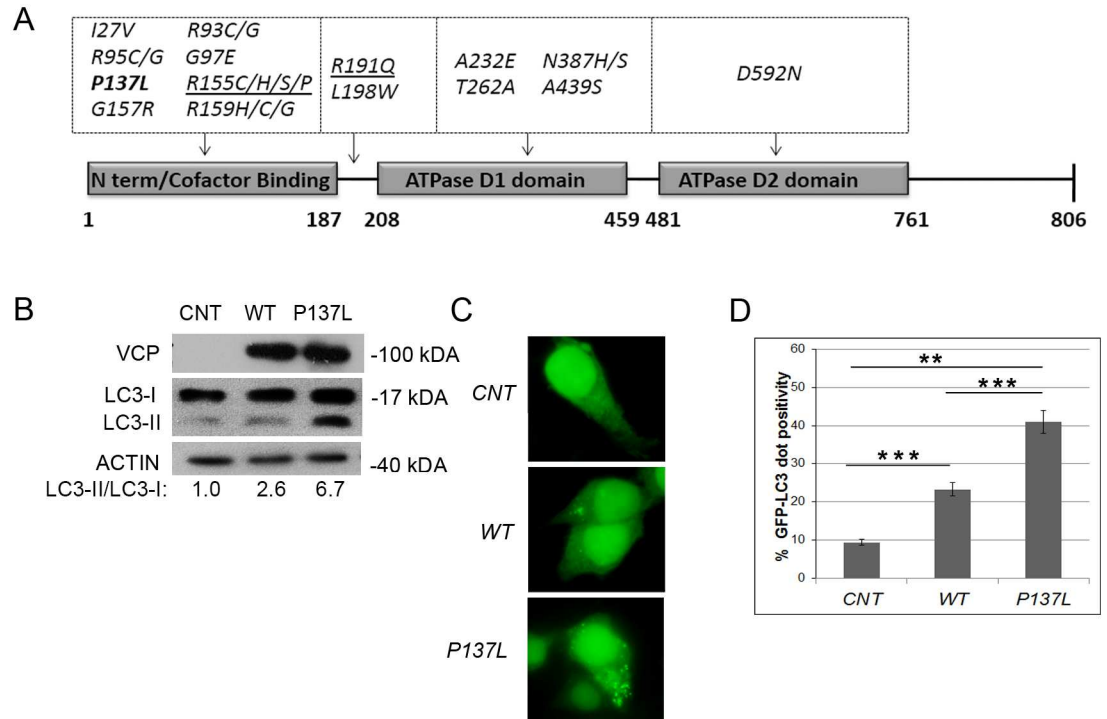 A
I27V R93C/G
R95C/G G97E
P137L R155C/H/S/P
G157R R159H/C/G
R191Q
L198W
A232E N387H/S
T262A A439S
D592N
N term/Cofactor Binding
ATPase D1 domain
ATPase D2 domain
1 187 208 459 481 761 806
B
CNT WT P137L
VCP -100 kDA
LC3-I -17 kDA
LC3-II
ACTIN -40 kDA
LC3-II/LC3-I: 1.0 2.6 6.7
C
CNT
WT
P137L
D
% GFP-LC3 dot positivity
60
50
40
30
20
10
0
**
***
***
CNT WT P137L